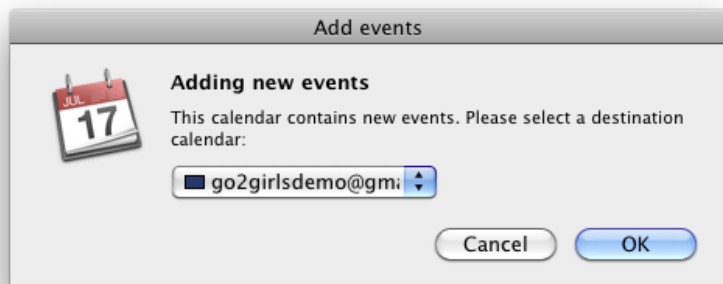 Add events
Adding new events
This calendar contains new events. Please select a destination
calendar:
go2girlsdemo@gma
Cancel
OK
JUL
17